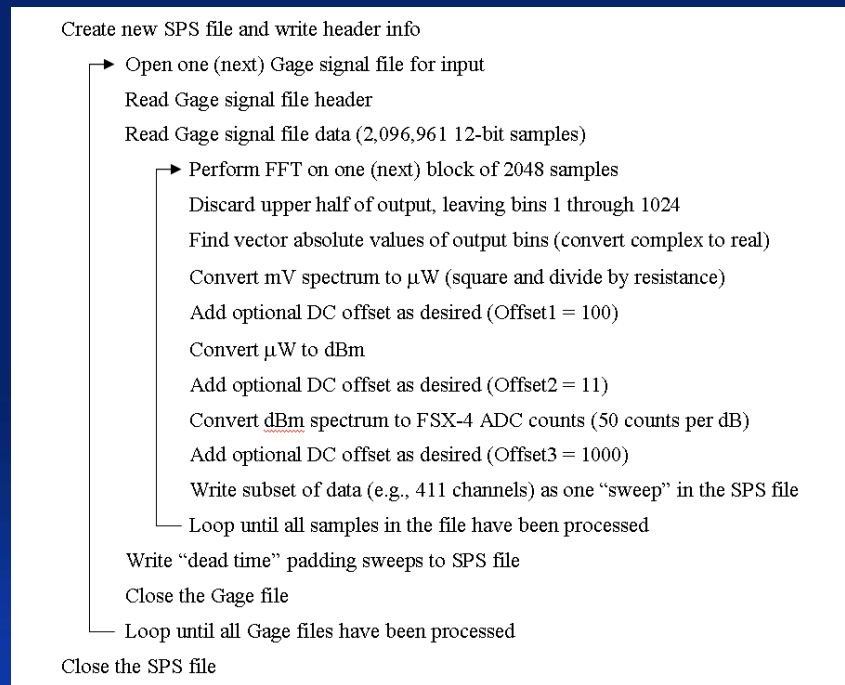 Create new SPS file and write header info
Open one (next) Gage signal file for input
Read Gage signal file header
Read Gage signal file data (2,096,961 12-bit samples)
Perform FFT on one (next) block of 2048 samples
Discard upper half of output, leaving bins 1 through 1024
Find vector absolute values of output bins (convert complex to real)
Convert mV spectrum to μW (square and divide by resistance)
Add optional DC offset as desired (Offset1 = 100)
Convert μW to dBm
Add optional DC offset as desired (Offset2 = 11)
Convert dBm spectrum to FSX-4 ADC counts (50 counts per dB)
Add optional DC offset as desired (Offset3 = 1000)
Write subset of data (e.g., 411 channels) as one “sweep” in the SPS file
Loop until all samples in the file have been processed
Write “dead time” padding sweeps to SPS file
Close the Gage file
Loop until all Gage files have been processed
Close the SPS file